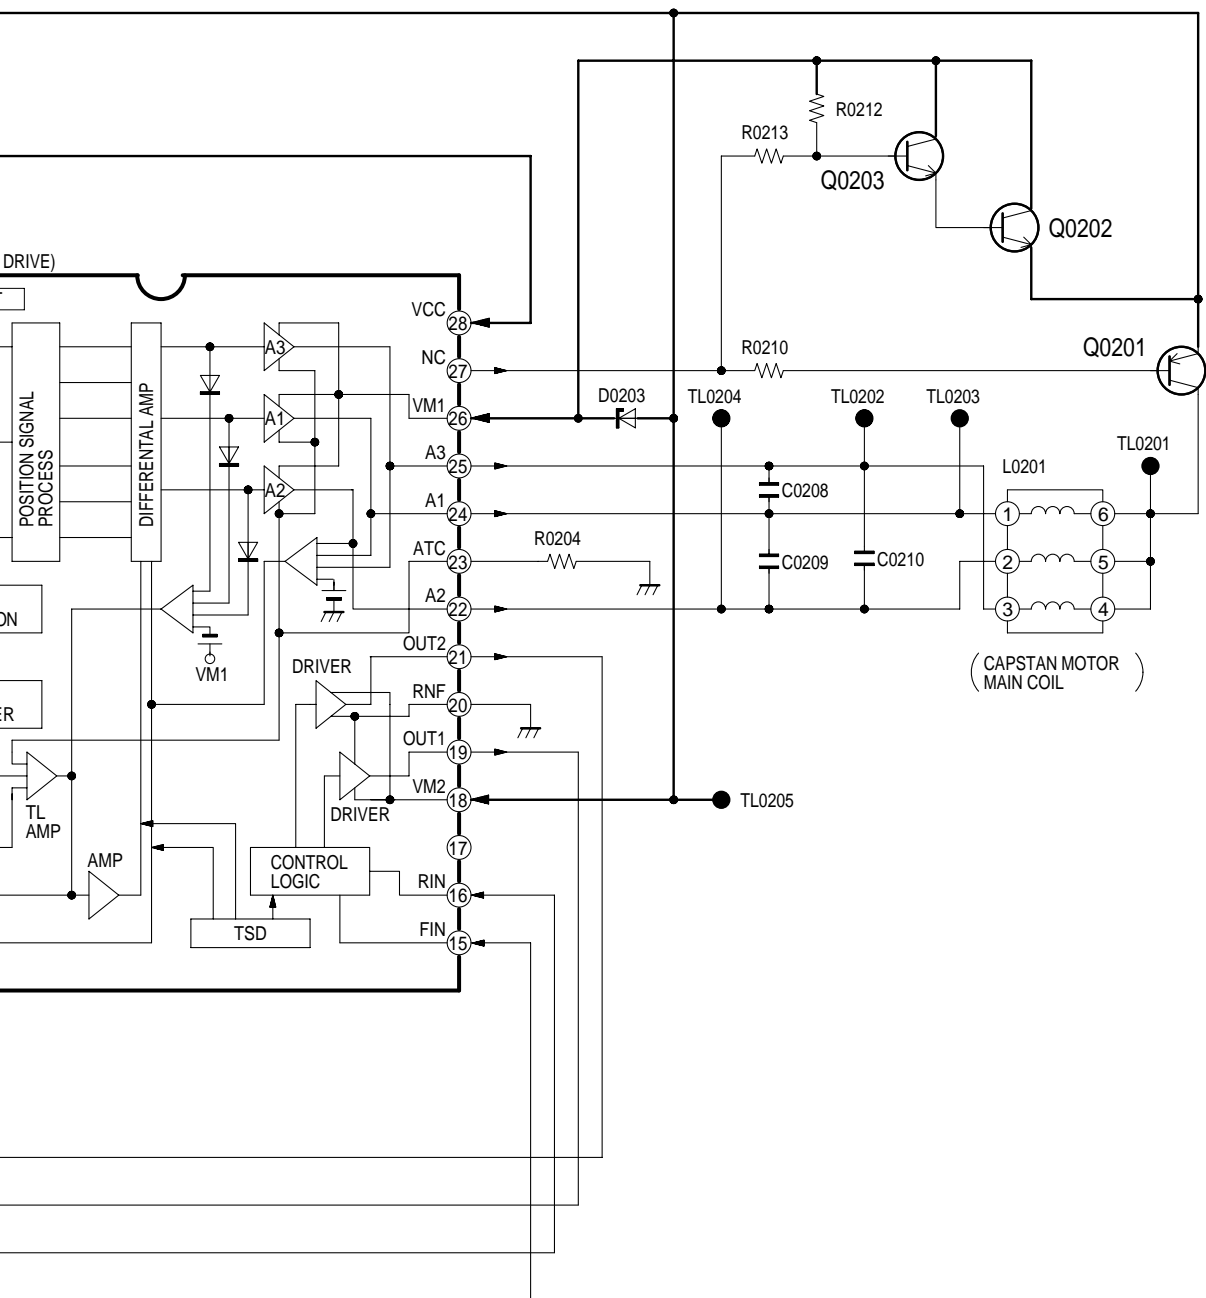 R0212
R0213
Q0203
Q0202
DRIVE)
VCC
28
A3
NC
27
R0210
Q0201
POSITION SIGNAL
PROCESS
DIFFERENTAL AMP
A1
VM1
26
D0203
TL0204
TL0202
TL0203
A3
25
C0208
L0201
TL0201
A2
A1
24
1
6
ATC
23
R0204
C0209
C0210
2
5
A2
22
3
4
ON
VM1
OUT2
21
(CAPSTAN MOTOR
MAIN COIL)
DRIVER
RNF
20
ER
OUT1
19
VM2
18
TL0205
DRIVER
TL
AMP
17
AMP
CONTROL
LOGIC
RIN
16
TSD
FIN
15